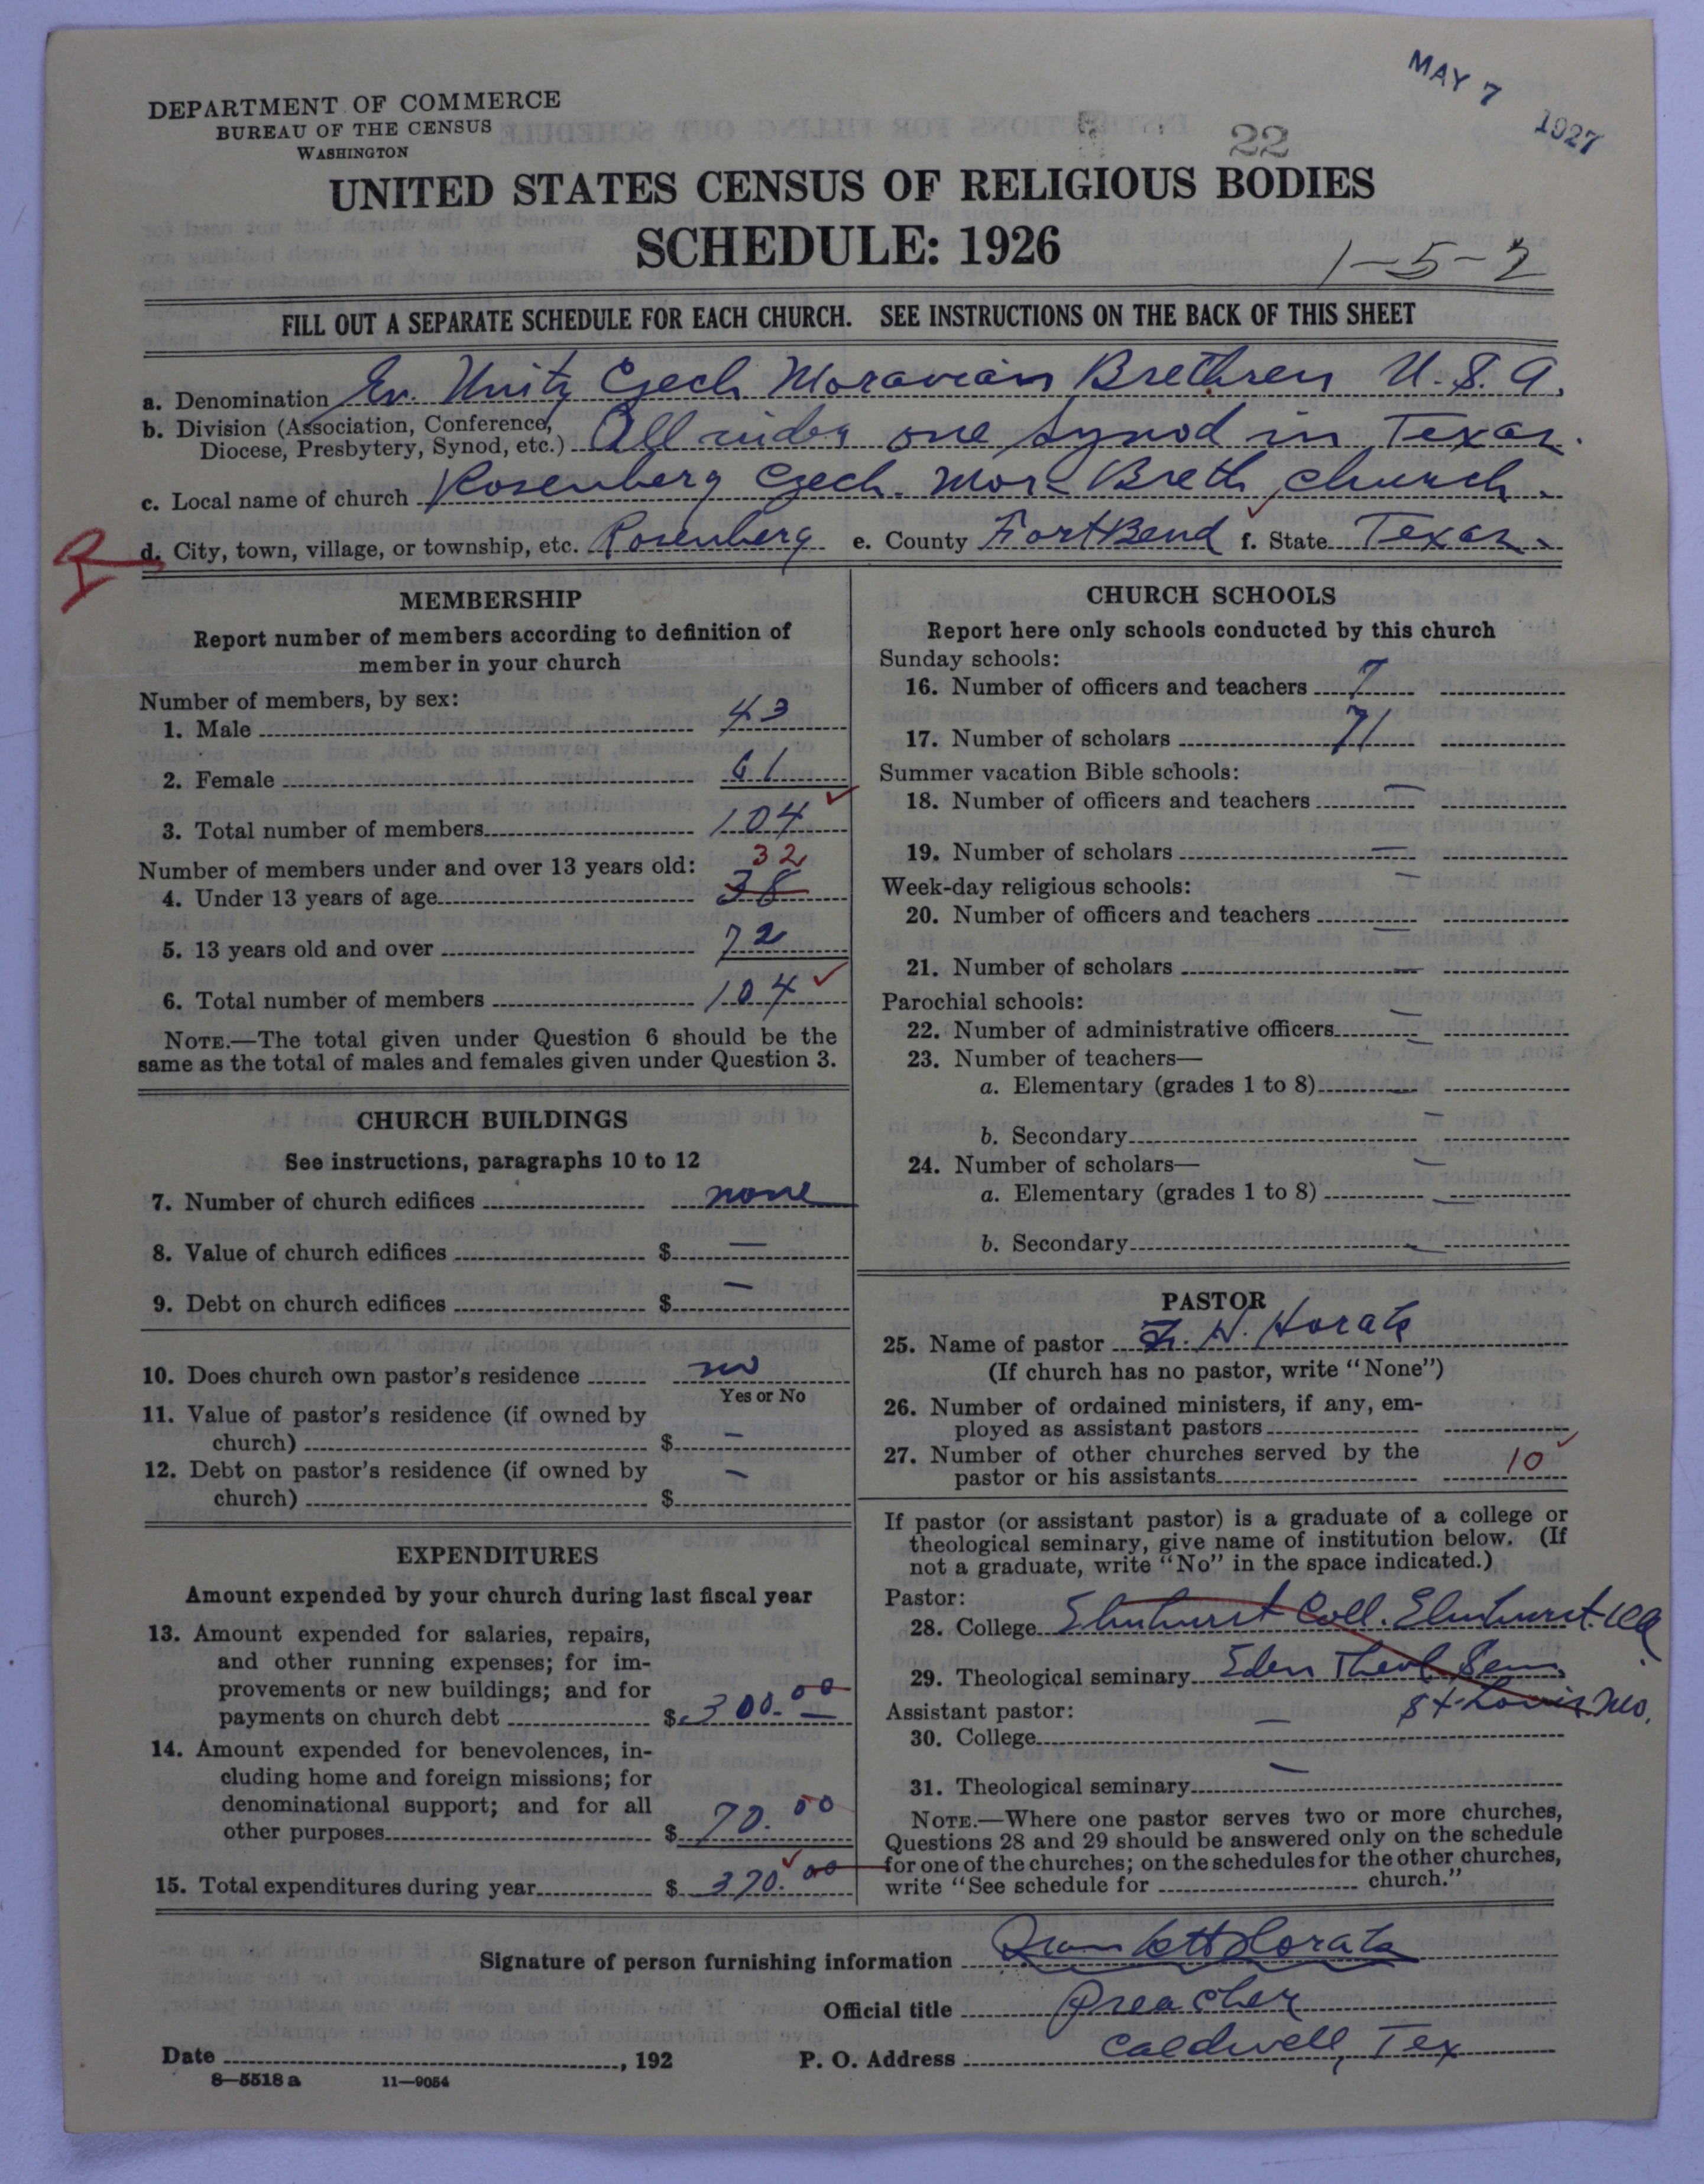 MAY 7 1927
DEPARTMENT OF COMMERCE
BUREAU OF THE CENSUS
WASHINGTON
22
UNITED STATES CENSUS OF RELIGIOUS BODIES
SCHEDULE: 1926
1-5-2
FILL OUT A SEPARATE SCHEDULE FOR EACH CHURCH. SEE INSTRUCTIONS ON THE BACK OF THIS SHEET
a. Denomination Ev. Unity Czech Moravian Brethren U.S.A.
b. Division (Association, Conference,
Diocese, Presbytery, Synod, etc.) All under one Synod in Texas.
c. Local name of church Rosenberg Czech. Mor. Breth, church.
d. City, town, village, or township, etc. Rosenberg e. County Fort Bend f. State Texas.
MEMBERSHIP
Report number of members according to definition of
member in your church
Number of members, by sex:
1. Male 43
2. Female 61
3. Total number of members 104
Number of members under and over 13 years old: 32
4. Under 13 years of age 38
5. 13 years old and over 72
6. Total number of members 104
NOTE.—The total given under Question 6 should be the
same as the total of males and females given under Question 3.
CHURCH BUILDINGS
See instructions, paragraphs 10 to 12
7. Number of church edifices none
8. Value of church edifices $ —
9. Debt on church edifices $ —
10. Does church own pastor's residence no
Yes or No
11. Value of pastor's residence (if owned by
church) $ —
12. Debt on pastor's residence (if owned by
church) $ —
EXPENDITURES
Amount expended by your church during last fiscal year
13. Amount expended for salaries, repairs,
and other running expenses; for im-
provements or new buildings; and for
payments on church debt $ 300.00
14. Amount expended for benevolences, in-
cluding home and foreign missions; for
denominational support; and for all
other purposes $ 70.00
15. Total expenditures during year $ 370.00
CHURCH SCHOOLS
Report here only schools conducted by this church
Sunday schools:
16. Number of officers and teachers 7
17. Number of scholars 71
Summer vacation Bible schools:
18. Number of officers and teachers —
19. Number of scholars —
Week-day religious schools:
20. Number of officers and teachers —
21. Number of scholars —
Parochial schools:
22. Number of administrative officers —
23. Number of teachers—
a. Elementary (grades 1 to 8) —
b. Secondary —
24. Number of scholars—
a. Elementary (grades 1 to 8) —
b. Secondary —
PASTOR
25. Name of pastor Horak
(If church has no pastor, write "None")
26. Number of ordained ministers, if any, em-
ployed as assistant pastors
27. Number of other churches served by the
pastor or his assistants 10
If pastor (or assistant pastor) is a graduate of a college or
theological seminary, give name of institution below. (If
not a graduate, write "No" in the space indicated.)
Pastor:
28. College Elmhurst Coll. Elmhurst. Ill
29. Theological seminary Eden Theol. Sem.
St Louis Mo.
Assistant pastor:
30. College —
31. Theological seminary —
NOTE.—Where one pastor serves two or more churches,
Questions 28 and 29 should be answered only on the schedule
for one of the churches; on the schedules for the other churches,
write "See schedule for church."
Signature of person furnishing information Horak
Official title Preacher
Date , 192
P. O. Address Caldwell, Tex
8—5518 a 11—9054